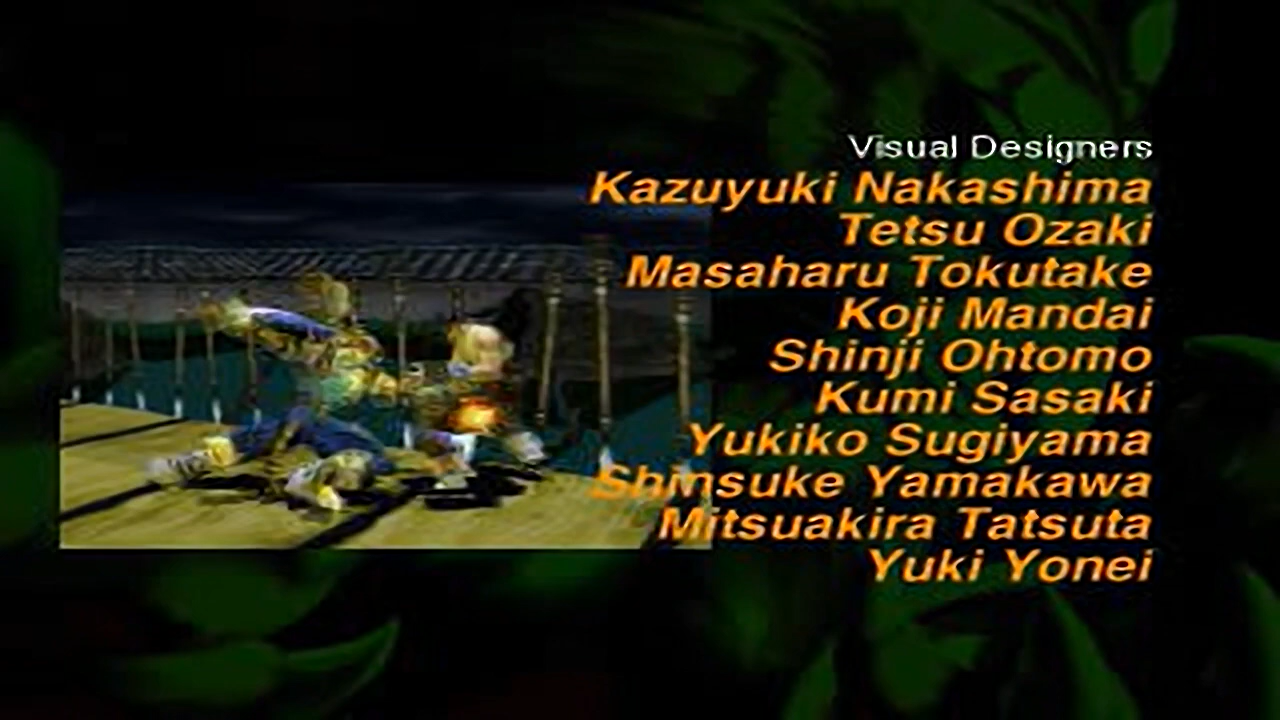 Visual Designers
Kazuyuki Nakashima
Tetsu Ozaki
Masaharu Tokutake
Koji Mandai
Shinji Ohtomo
Kumi Sasaki
Yukiko Sugiyama
Shinsuke Yamakawa
Mitsuakira Tatsuta
Yuki Yonei